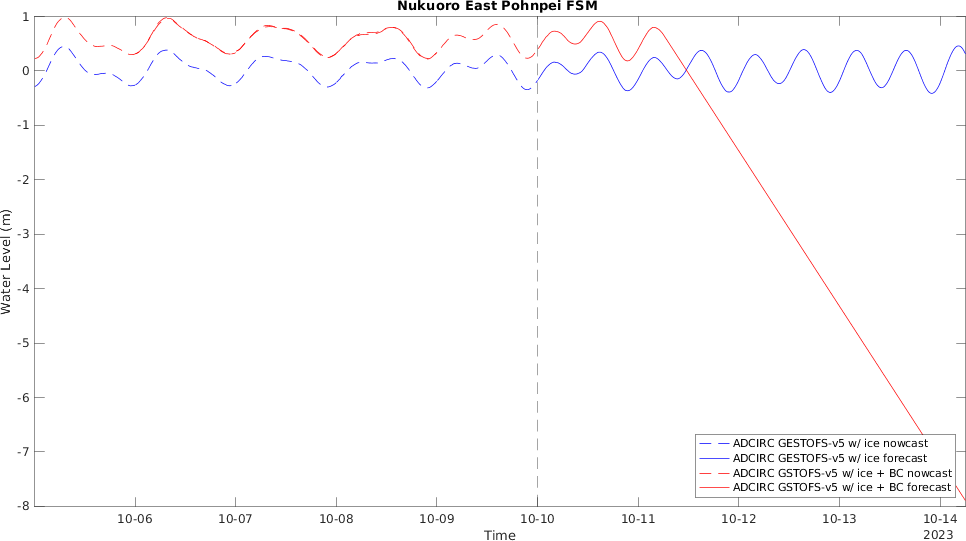 Nukuoro East Pohnpei FSM
1
0
-1
-2
-3
-4
-5
-6
-7
-8
Water Level (m)
ADCIRC GESTOFS-v5 w/ ice nowcast
ADCIRC GESTOFS-v5 w/ ice forecast
ADCIRC GSTOFS-v5 w/ ice + BC nowcast
ADCIRC GSTOFS-v5 w/ ice + BC forecast
10-06 10-07 10-08 10-09 10-10 10-11 10-12 10-13 10-14
2023
Time